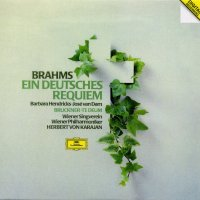 BRAHMS
EIN DEUTSCHES
REQUIEM
Barbara Hendricks·José van Dam
BRUCKNER·TE DEUM
Wiener Singverein
Wiener Philharmoniker
HERBERT VON KARAJAN